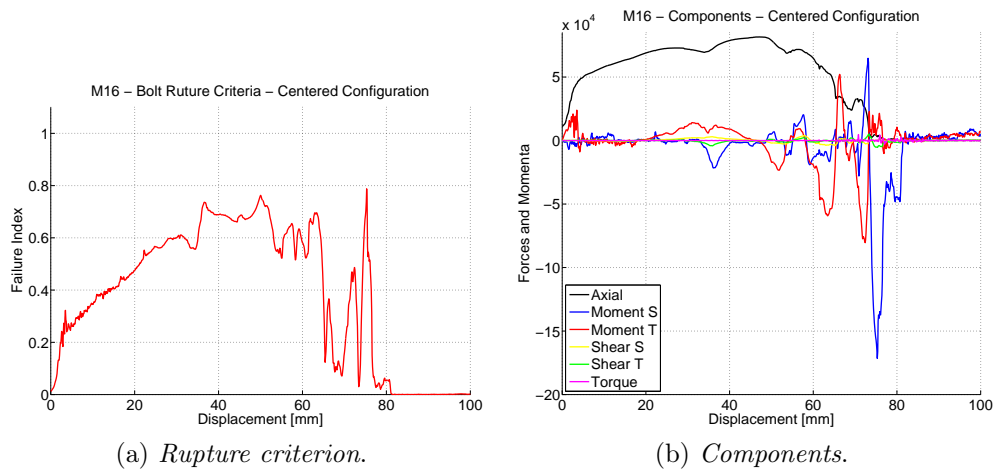 M16 − Bolt Ruture Criteria − Centered Configuration
1
0.8
0.6
0.4
0.2
0
Failure Index
0 20 40 60 80 100
Displacement [mm]
(a) Rupture criterion.
M16 − Components − Centered Configuration
x 10^4
5
0
−5
−10
−15
−20
Forces and Momenta
Axial
Moment S
Moment T
Shear S
Shear T
Torque
0 20 40 60 80 100
Displacement [mm]
(b) Components.